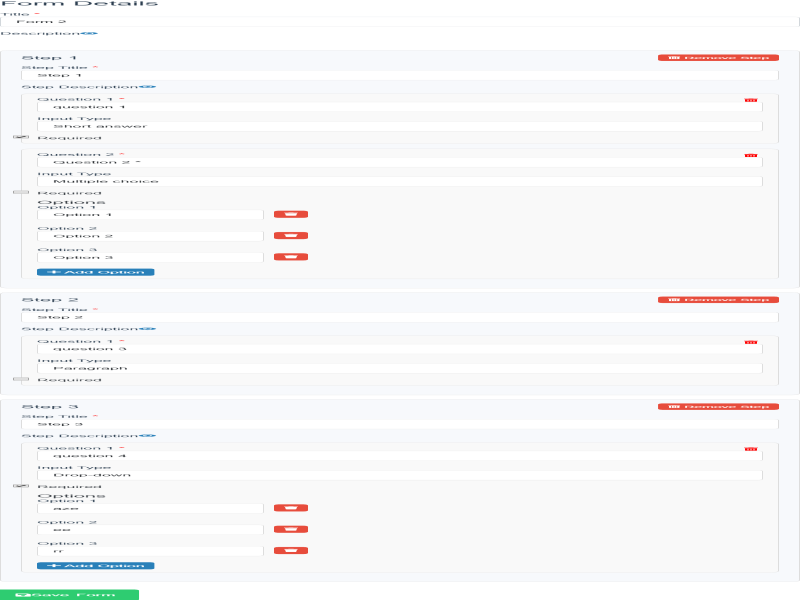 Form Details
Title *
Form 2
Description
Step 1
Remove Step
Step Title *
Step 1
Step Description
Question 1 *
question 1
Input Type
Short answer
Required
Question 2 *
Question 2 *
Input Type
Multiple choice
Required
Options
Option 1
Option 1
Option 2
Option 2
Option 3
Option 3
+ Add Option
Step 2
Remove Step
Step Title *
Step 2
Step Description
Question 1 *
question 3
Input Type
Paragraph
Required
Step 3
Remove Step
Step Title *
Step 3
Step Description
Question 1 *
question 4
Input Type
Drop-down
Required
Options
Option 1
aze
Option 2
ee
Option 3
rr
+ Add Option
Save Form